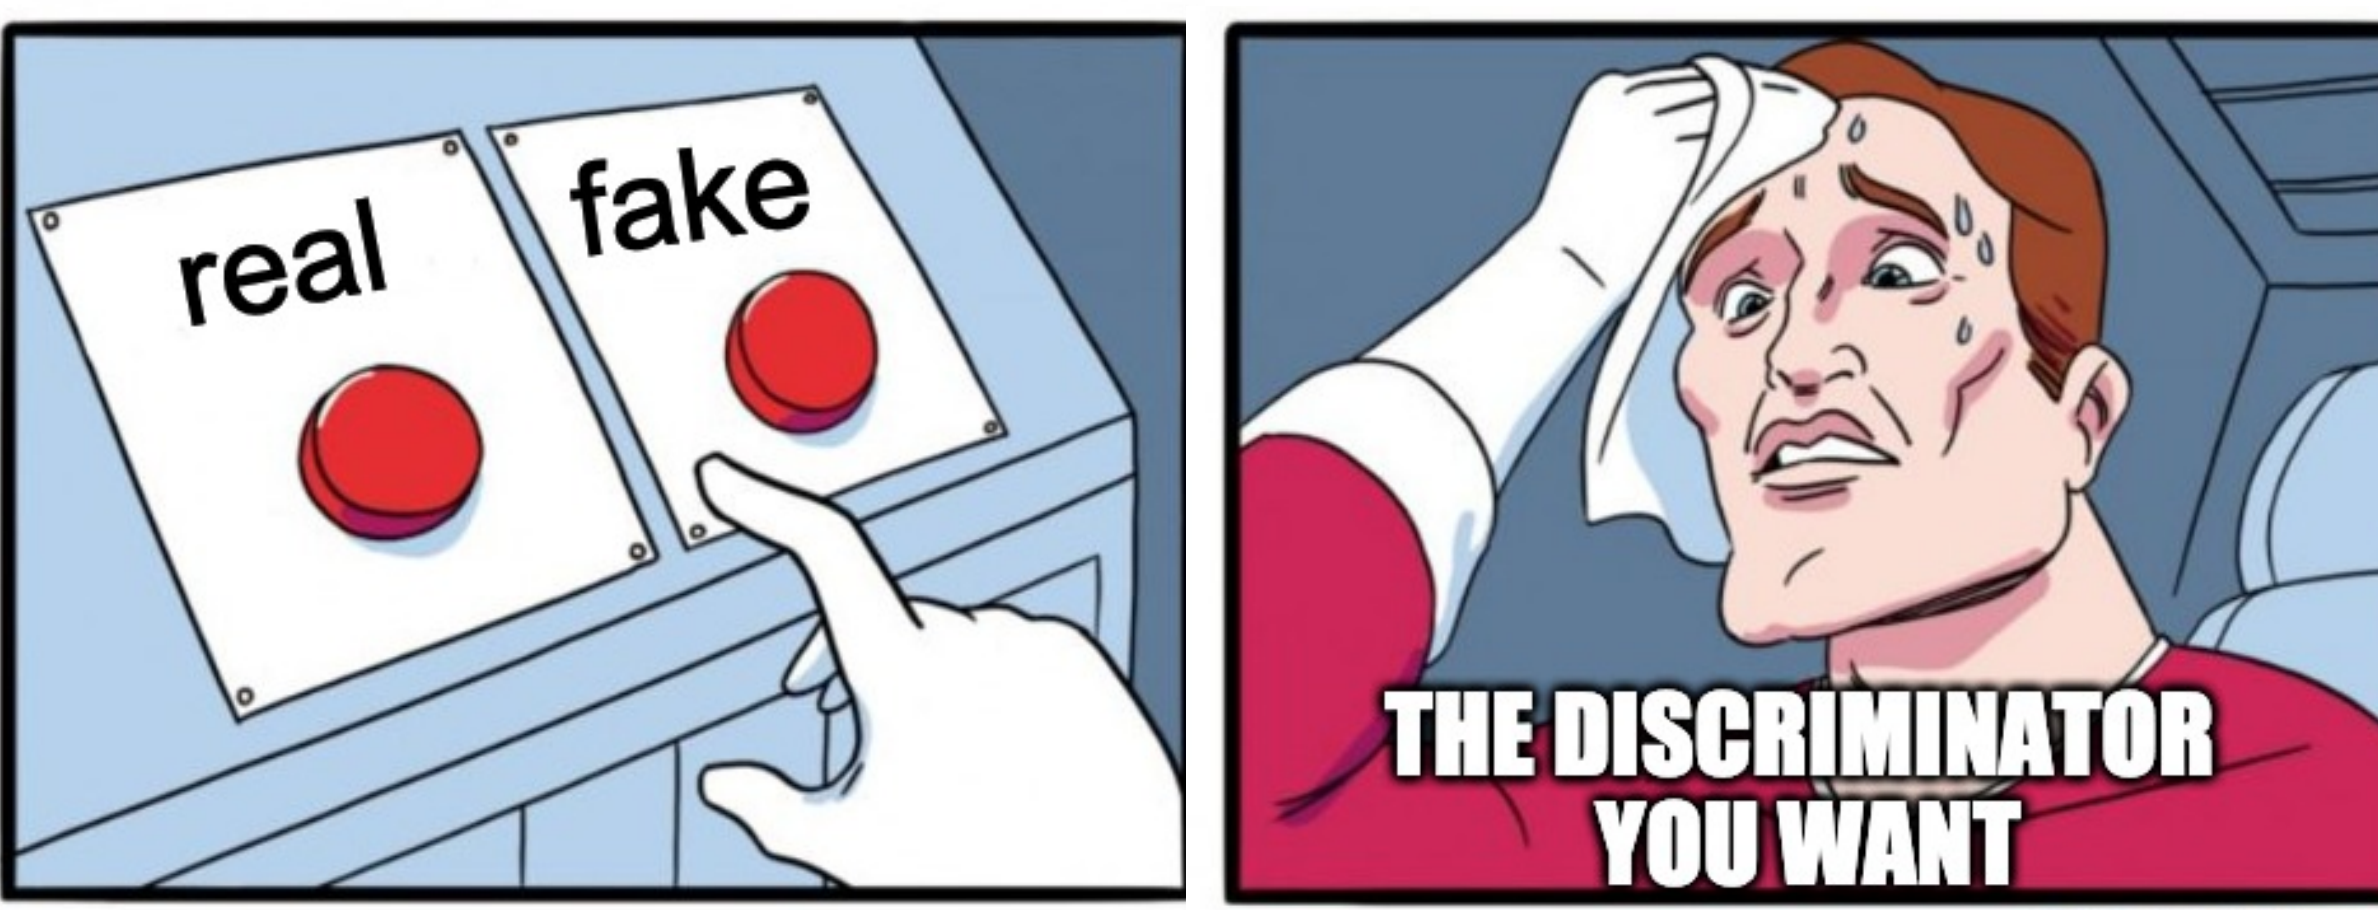 real
fake
THE DISCRIMINATOR
YOU WANT